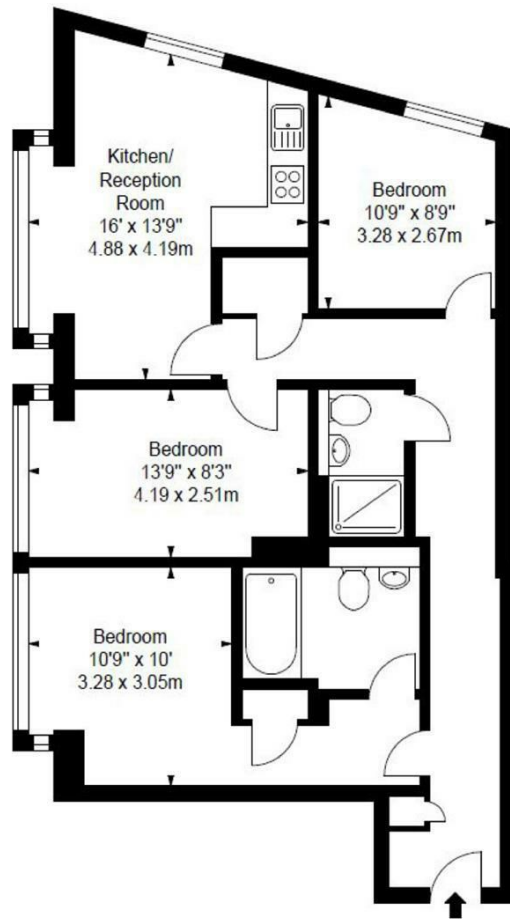 Kitchen/
Reception
Room
16' x 13'9"
4.88 x 4.19m
Bedroom
10'9" x 8'9"
3.28 x 2.67m
Bedroom
13'9" x 8'3"
4.19 x 2.51m
Bedroom
10'9" x 10'
3.28 x 3.05m